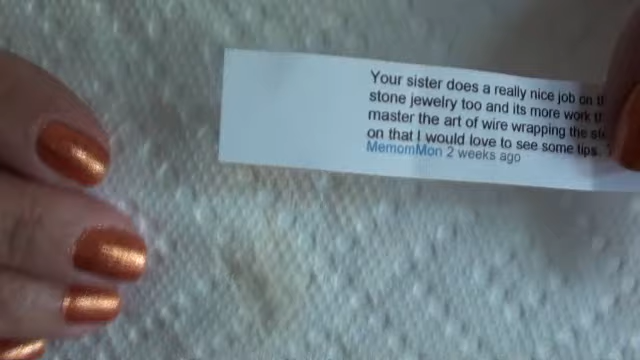 Your sister does a really nice job on
stone jewelry too and its more work
master the art of wire wrapping the
on that I would love to see some tips.
MemomMon 2 weeks ago